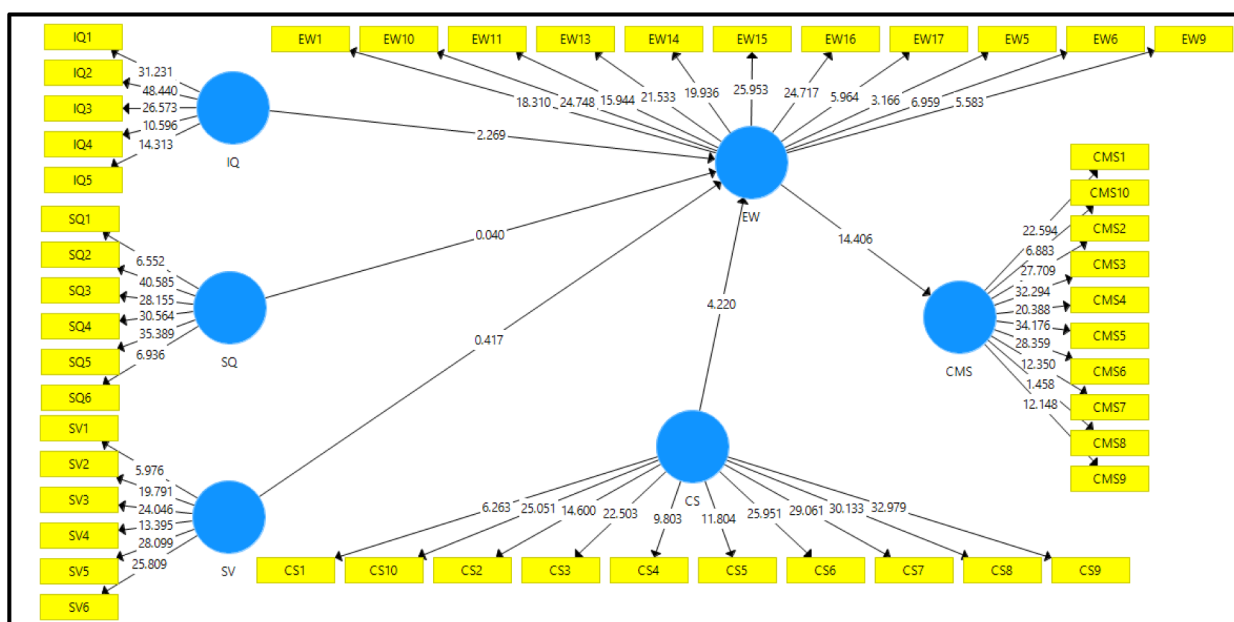 IQ1
IQ2
IQ3
IQ4
IQ5
31.231
48.440
26.573
10.596
14.313
IQ
EW1 EW10 EW11 EW13 EW14 EW15 EW16 EW17 EW5 EW6 EW9
18.310 24.748 15.944 21.533 19.936 25.953 24.717 5.964 3.166 6.959 5.583
EW
2.269
SQ1
SQ2
SQ3
SQ4
SQ5
SQ6
6.552
40.585
28.155
30.564
35.389
6.936
SQ
0.040
SV1
SV2
SV3
SV4
SV5
SV6
5.976
19.791
24.046
13.395
28.099
25.809
SV
0.417
4.220
14.406
CMS
22.594
6.883
27.709
32.294
20.388
34.176
28.359
12.350
1.458
12.148
CMS1
CMS10
CMS2
CMS3
CMS4
CMS5
CMS6
CMS7
CMS8
CMS9
CS
6.263 25.051 14.600 22.503 9.803 11.804 25.951 29.061 30.133 32.979
CS1 CS10 CS2 CS3 CS4 CS5 CS6 CS7 CS8 CS9